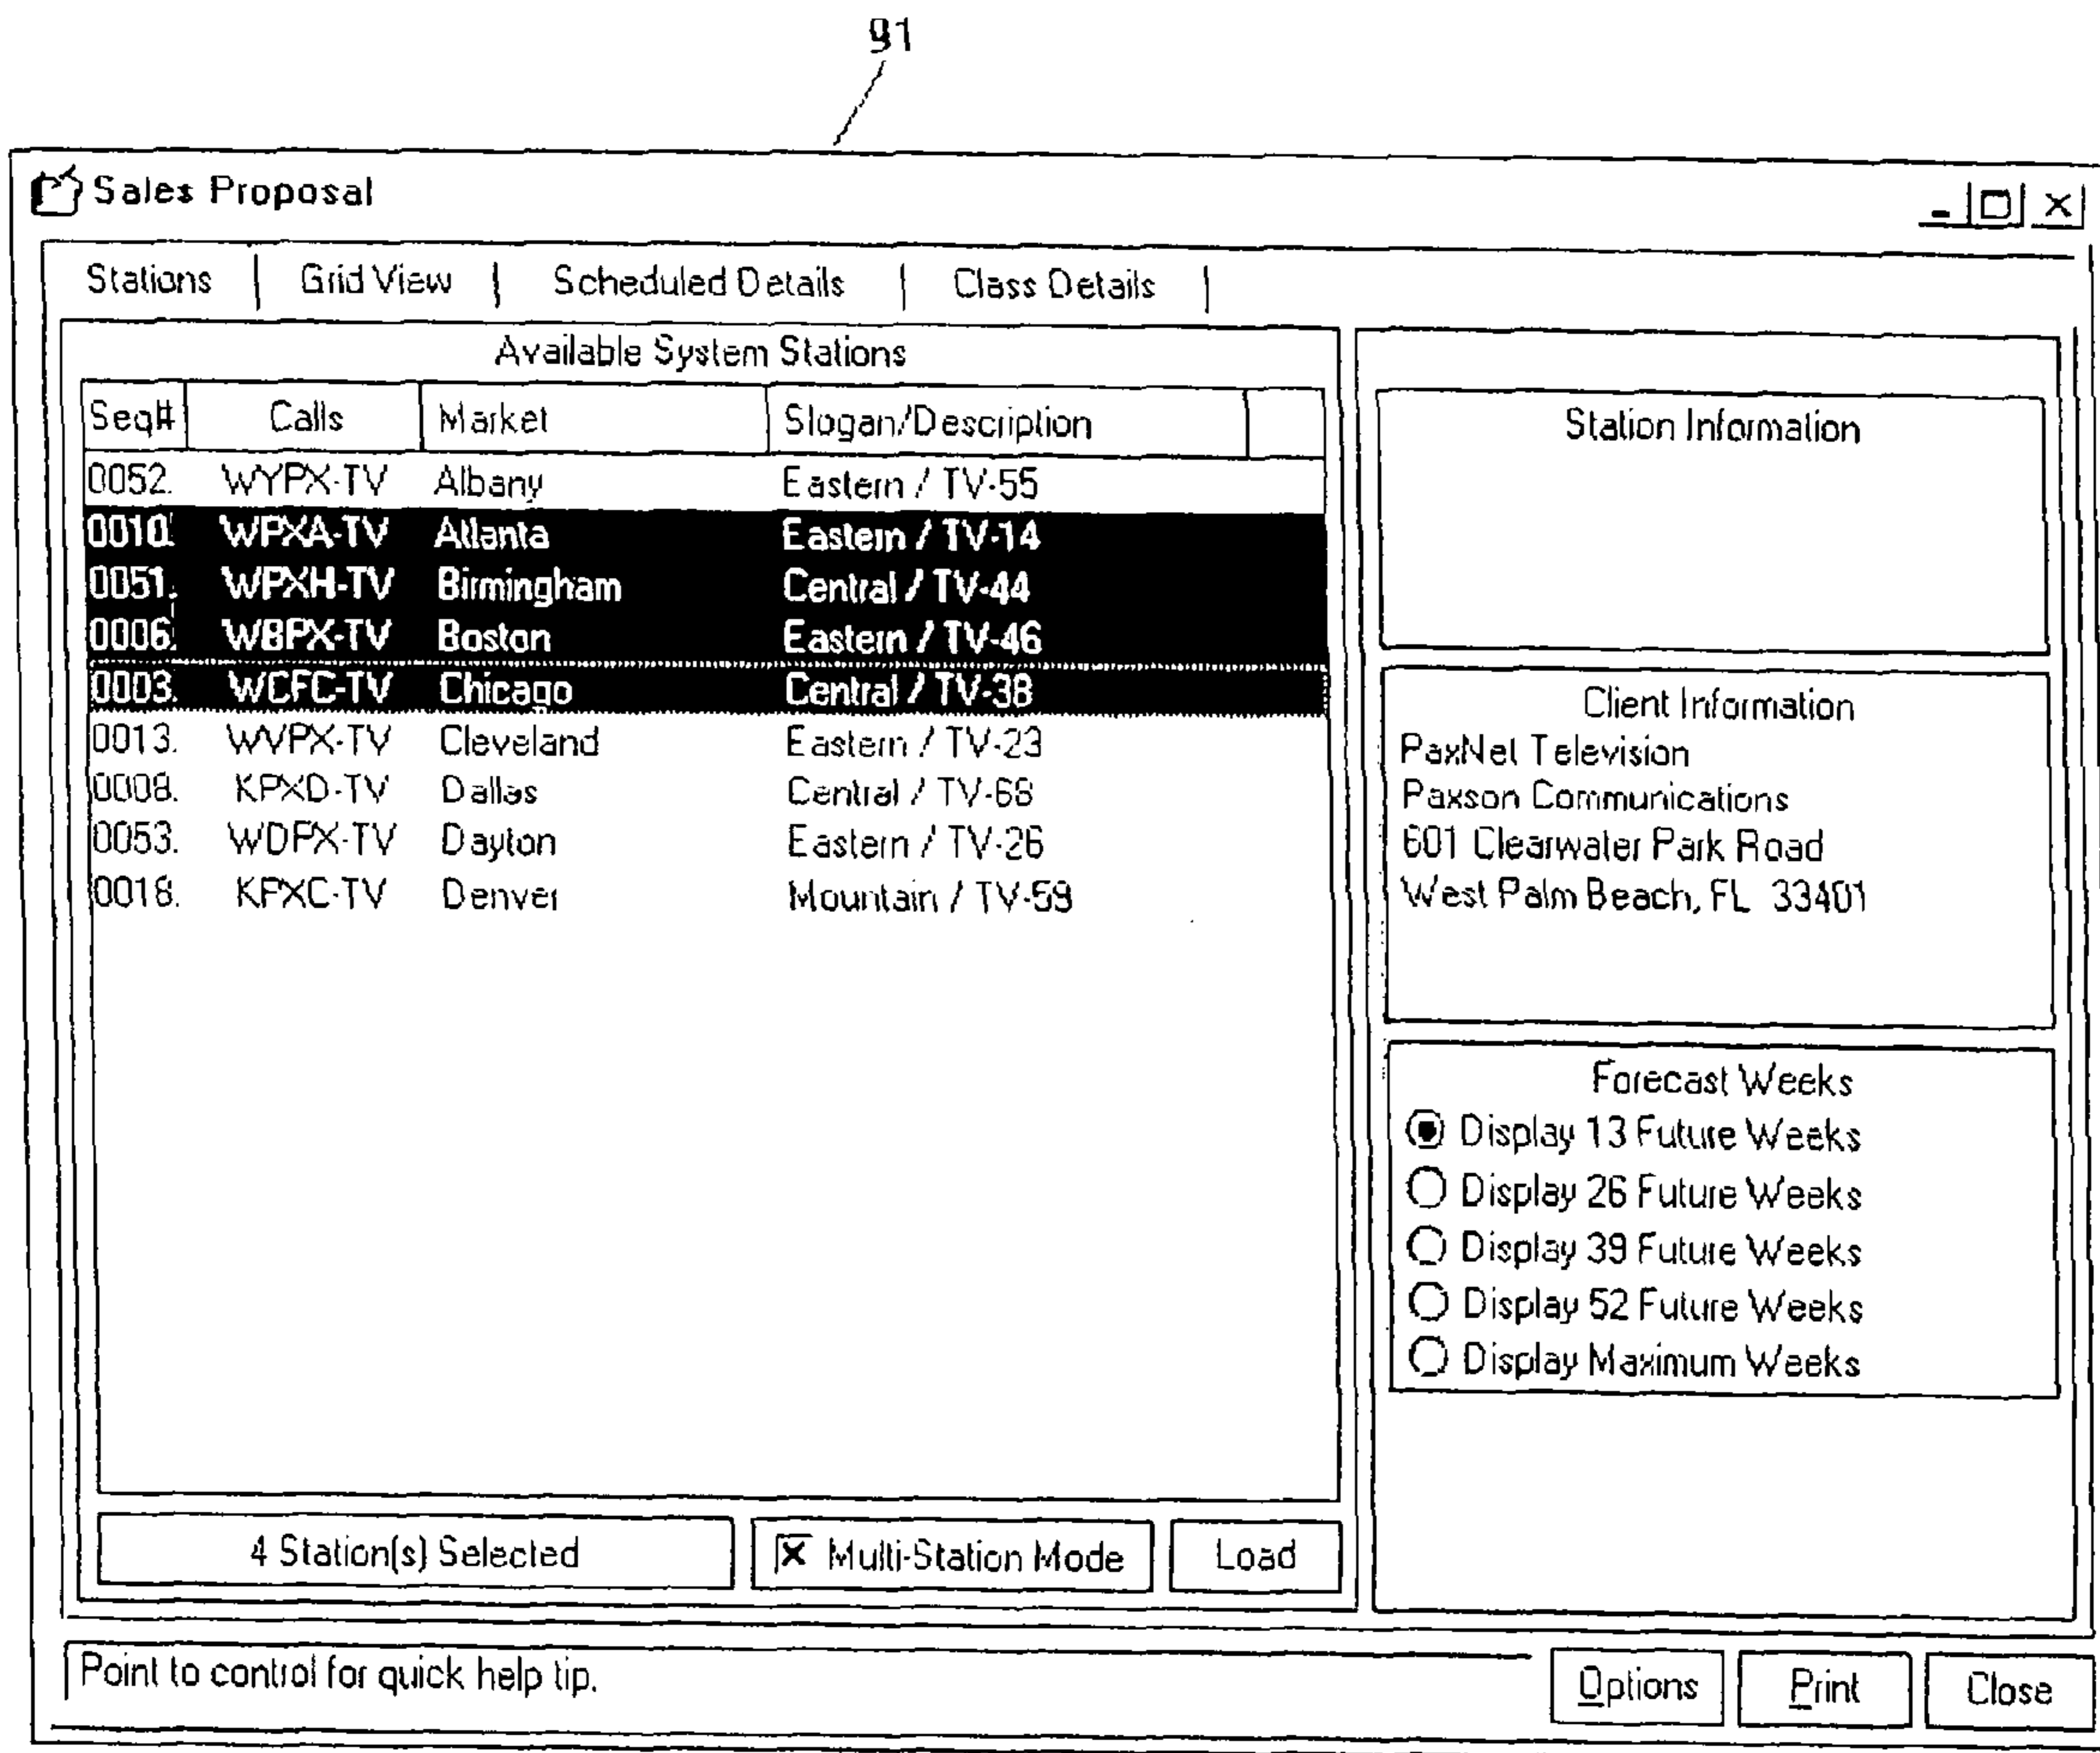 91
Sales Proposal
Stations | Grid View | Scheduled Details | Class Details |
Available System Stations
Seq# Calls Market Slogan/Description
0052. WYPX-TV Albany Eastern / TV-55
0010. WPXA-TV Atlanta Eastern / TV-14
0051. WPXH-TV Birmingham Central / TV-44
0006. WBPX-TV Boston Eastern / TV-46
0003. WCFC-TV Chicago Central / TV-38
0013. WVPX-TV Cleveland Eastern / TV-23
0008. KPXD-TV Dallas Central / TV-68
0053. WDPX-TV Dayton Eastern / TV-26
0018. KPXC-TV Denver Mountain / TV-59
4 Station(s) Selected
Multi-Station Mode
Load
Station Information
Client Information
PaxNet Television
Paxson Communications
601 Clearwater Park Road
West Palm Beach, FL 33401
Forecast Weeks
Display 13 Future Weeks
Display 26 Future Weeks
Display 39 Future Weeks
Display 52 Future Weeks
Display Maximum Weeks
Point to control for quick help tip.
Options
Print
Close